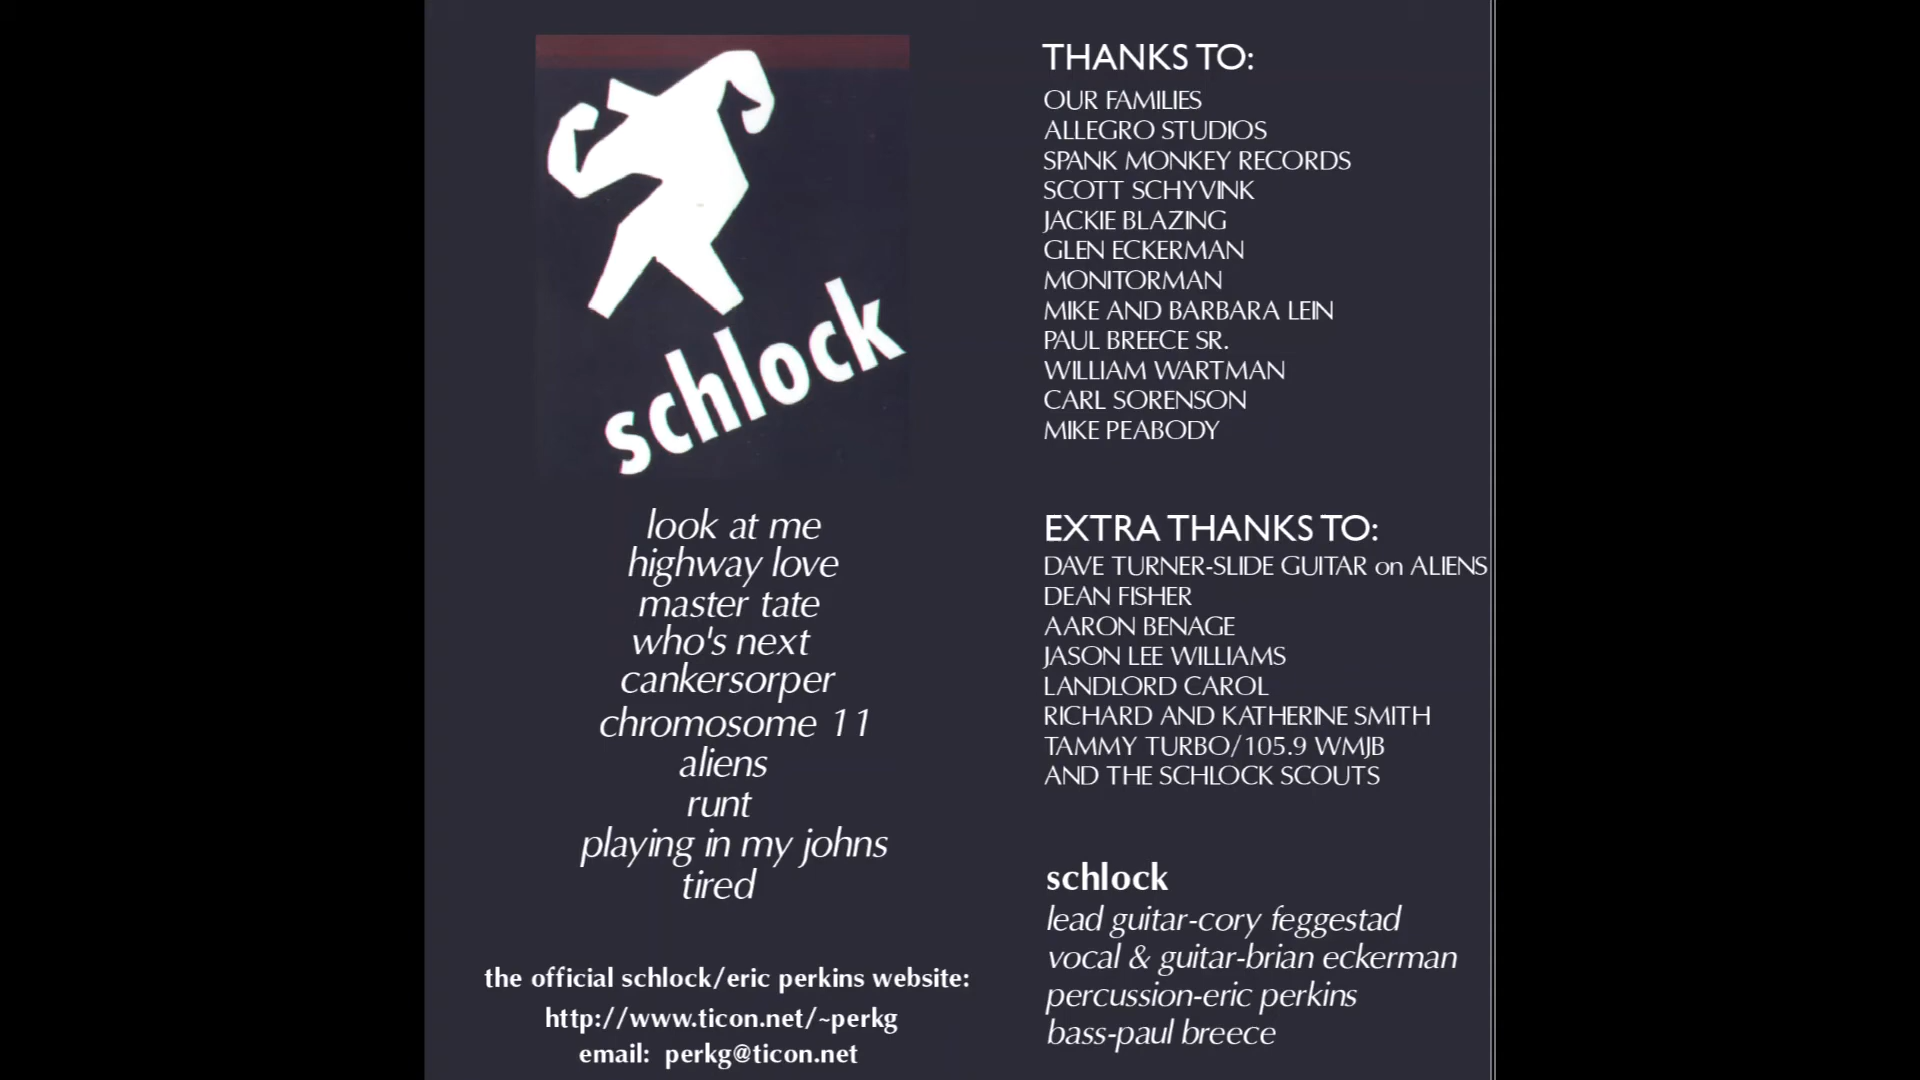 schlock
look at me
highway love
master tate
who's next
cankersorper
chromosome 11
aliens
runt
playing in my johns
tired
the official schlock/eric perkins website:
http://www.ticon.net/~perkg
email: perkg@ticon.net
THANKS TO:
OUR FAMILIES
ALLEGRO STUDIOS
SPANK MONKEY RECORDS
SCOTT SCHYVINK
JACKIE BLAZING
GLEN ECKERMAN
MONITORMAN
MIKE AND BARBARA LEIN
PAUL BREECE SR.
WILLIAM WARTMAN
CARL SORENSON
MIKE PEABODY
EXTRA THANKS TO:
DAVE TURNER-SLIDE GUITAR on ALIENS
DEAN FISHER
AARON BENAGE
JASON LEE WILLIAMS
LANDLORD CAROL
RICHARD AND KATHERINE SMITH
TAMMY TURBO/105.9 WMJB
AND THE SCHLOCK SCOUTS
schlock
lead guitar-cory feggestad
vocal & guitar-brian eckerman
percussion-eric perkins
bass-paul breece